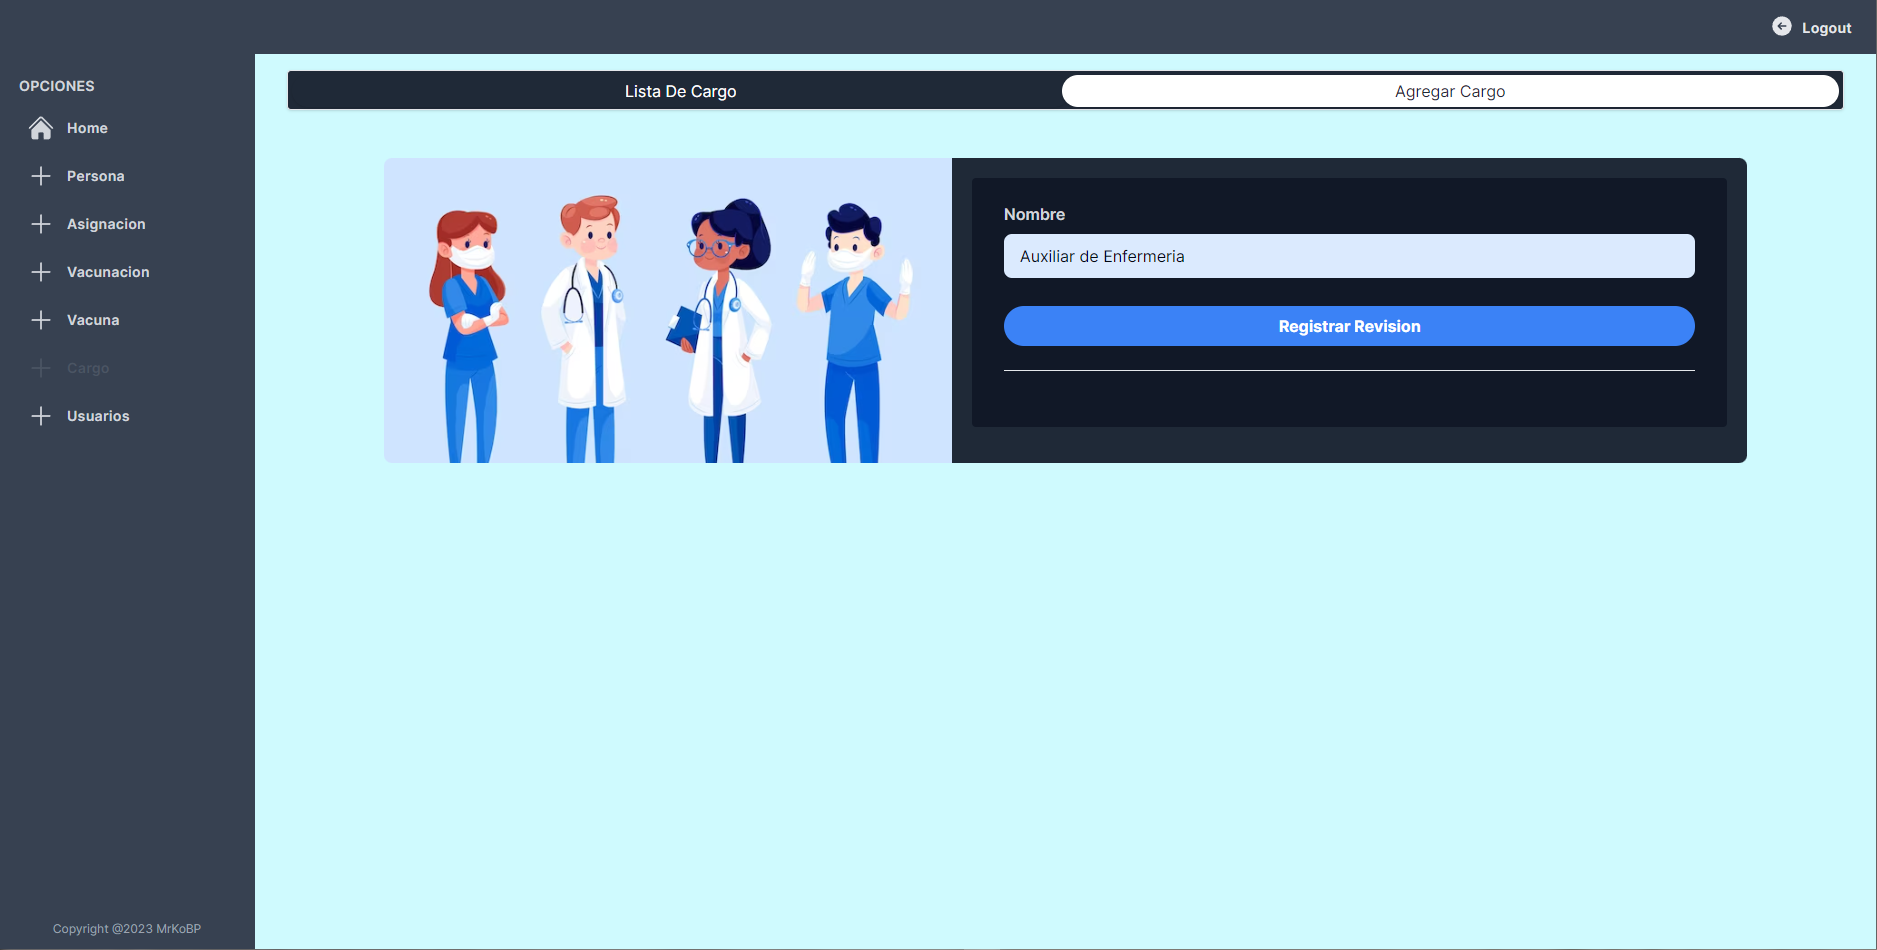 Logout
OPCIONES
Home
Persona
Asignacion
Vacunacion
Vacuna
Cargo
Usuarios
Lista De Cargo
Agregar Cargo
Nombre
Auxiliar de Enfermeria
Registrar Revision
Copyright @2023 MrKoBP